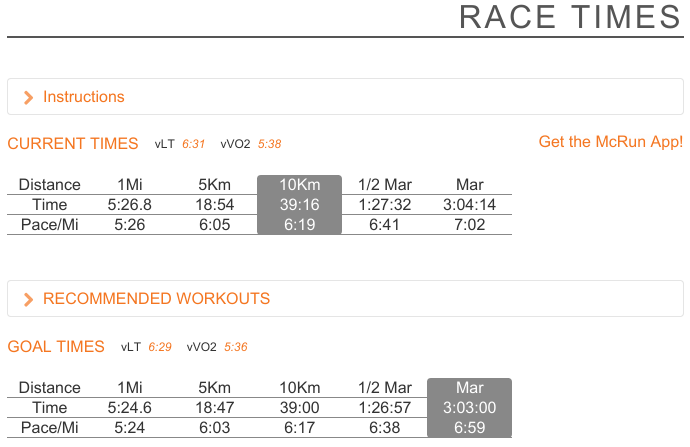 RACE TIMES
Instructions
CURRENT TIMES vLT 6:31 vVO2 5:38 Get the McRun App!
Distance 1Mi 5Km 10Km 1/2 Mar Mar
Time 5:26.8 18:54 39:16 1:27:32 3:04:14
Pace/Mi 5:26 6:05 6:19 6:41 7:02
RECOMMENDED WORKOUTS
GOAL TIMES vLT 6:29 vVO2 5:36
Distance 1Mi 5Km 10Km 1/2 Mar Mar
Time 5:24.6 18:47 39:00 1:26:57 3:03:00
Pace/Mi 5:24 6:03 6:17 6:38 6:59